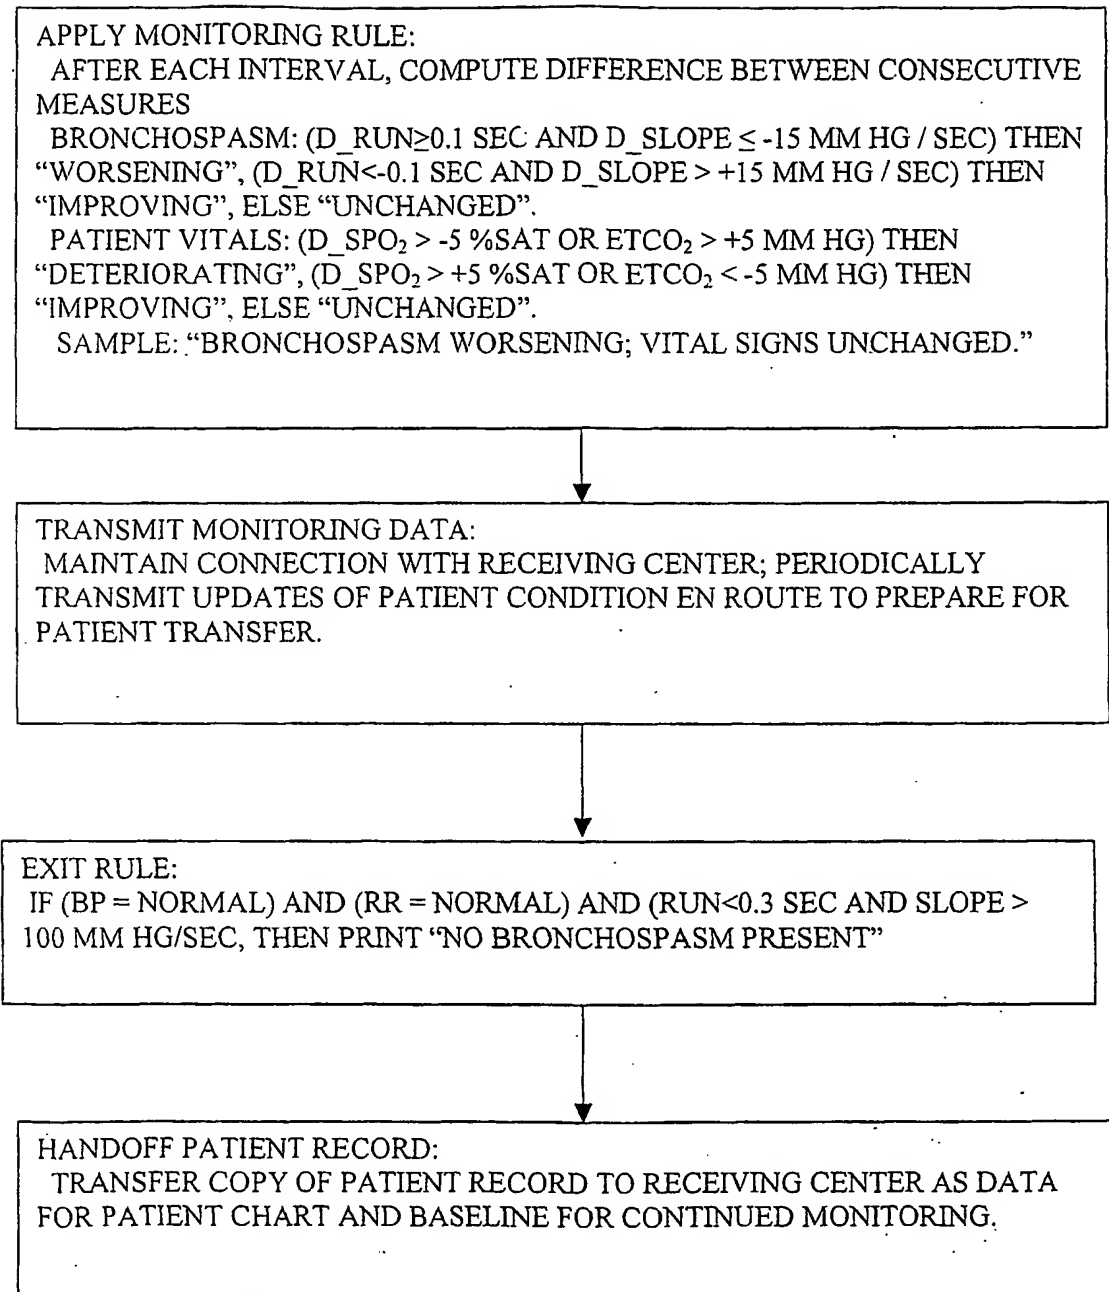 APPLY MONITORING RULE:
AFTER EACH INTERVAL, COMPUTE DIFFERENCE BETWEEN CONSECUTIVE
MEASURES
BRONCHOSPASM: (D_RUN≥0.1 SEC AND D_SLOPE ≤ -15 MM HG / SEC) THEN
“WORSENING”, (D_RUN<-0.1 SEC AND D_SLOPE > +15 MM HG / SEC) THEN
“IMPROVING”, ELSE “UNCHANGED”.
PATIENT VITALS: (D_SPO₂ > -5 %SAT OR ETCO₂ > +5 MM HG) THEN
“DETERIORATING”, (D_SPO₂ > +5 %SAT OR ETCO₂ < -5 MM HG) THEN
“IMPROVING”, ELSE “UNCHANGED”.
SAMPLE: “BRONCHOSPASM WORSENING; VITAL SIGNS UNCHANGED.”
TRANSMIT MONITORING DATA:
MAINTAIN CONNECTION WITH RECEIVING CENTER; PERIODICALLY
TRANSMIT UPDATES OF PATIENT CONDITION EN ROUTE TO PREPARE FOR
PATIENT TRANSFER.
EXIT RULE:
IF (BP = NORMAL) AND (RR = NORMAL) AND (RUN<0.3 SEC AND SLOPE >
100 MM HG/SEC, THEN PRINT “NO BRONCHOSPASM PRESENT”
HANDOFF PATIENT RECORD:
TRANSFER COPY OF PATIENT RECORD TO RECEIVING CENTER AS DATA
FOR PATIENT CHART AND BASELINE FOR CONTINUED MONITORING.